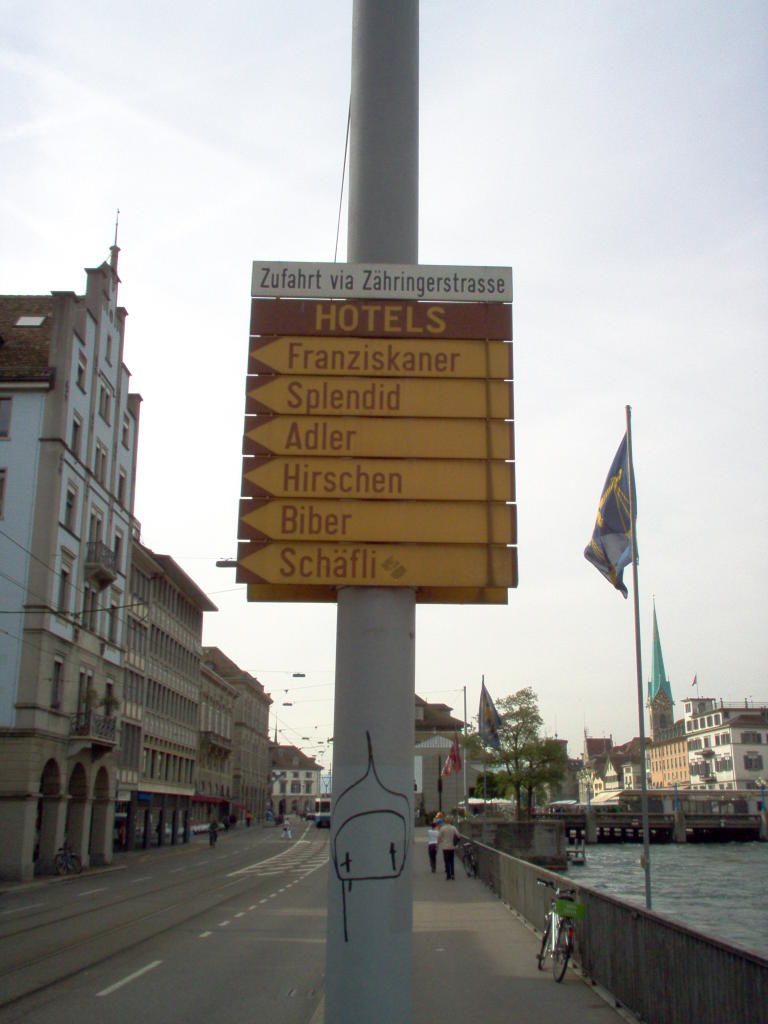 Zufahrt via Zähringerstrasse
HOTELS
Franziskaner
Splendid
Adler
Hirschen
Biber
Schäfli